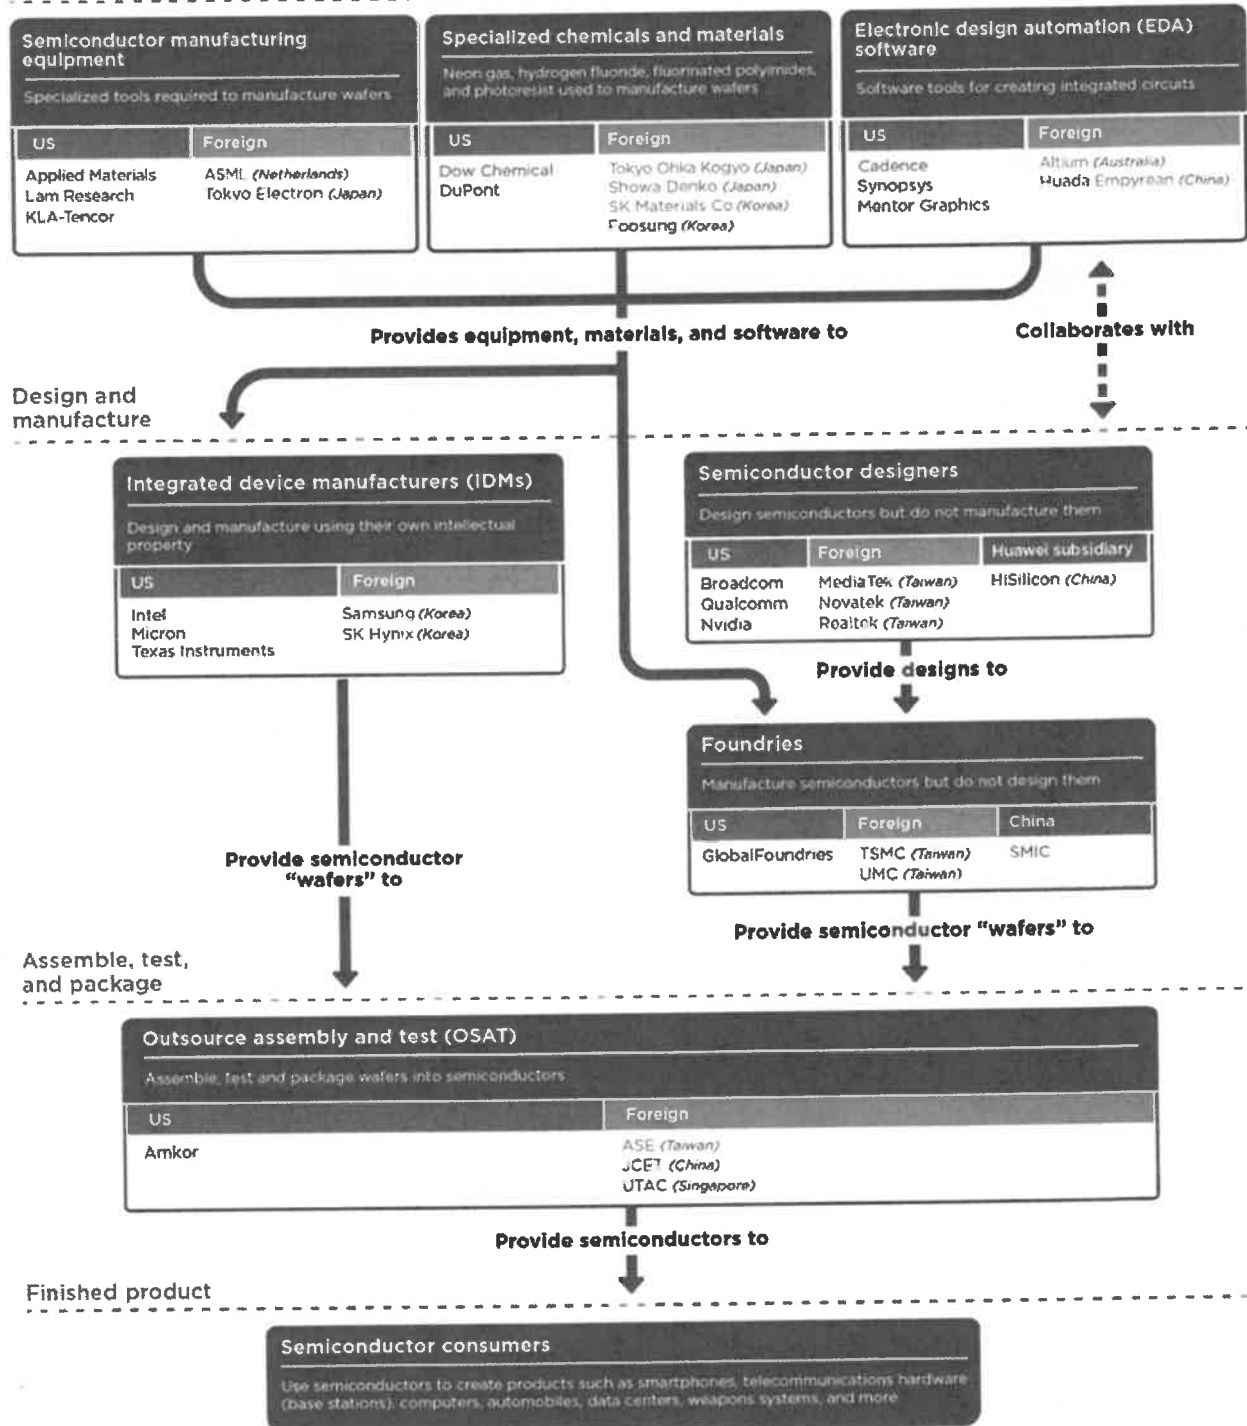 Semiconductor manufacturing
equipment
Specialized tools required to manufacture wafers
US
Foreign
Applied Materials
Lam Research
KLA-Tencor
ASML (Netherlands)
Tokyo Electron (Japan)
Specialized chemicals and materials
Neon gas, hydrogen fluoride, fluorinated polyimides,
and photoresist used to manufacture wafers
US
Foreign
Dow Chemical
DuPont
Tokyo Ohka Kogyo (Japan)
Showa Denko (Japan)
SK Materials Co (Korea)
Foosung (Korea)
Electronic design automation (EDA)
software
Software tools for creating integrated circuits
US
Foreign
Cadence
Synopsys
Mentor Graphics
Altium (Australia)
Huada Empyrean (China)
Provides equipment, materials, and software to
Collaborates with
Design and
manufacture
Integrated device manufacturers (IDMs)
Design and manufacture using their own intellectual
property
US
Foreign
Intel
Micron
Texas Instruments
Samsung (Korea)
SK Hynix (Korea)
Semiconductor designers
Design semiconductors but do not manufacture them
US
Foreign
Huawei subsidiary
Broadcom
Qualcomm
Nvidia
MediaTek (Taiwan)
Novatek (Taiwan)
Realtek (Taiwan)
HiSilicon (China)
Provide designs to
Foundries
Manufacture semiconductors but do not design them
US
Foreign
China
GlobalFoundries
TSMC (Taiwan)
UMC (Taiwan)
SMIC
Provide semiconductor
“wafers” to
Provide semiconductor “wafers” to
Assemble, test,
and package
Outsource assembly and test (OSAT)
Assemble, test and package wafers into semiconductors
US
Foreign
Amkor
ASE (Taiwan)
JCET (China)
UTAC (Singapore)
Provide semiconductors to
Finished product
Semiconductor consumers
Use semiconductors to create products such as smartphones, telecommunications hardware
(base stations), computers, automobiles, data centers, weapons systems, and more